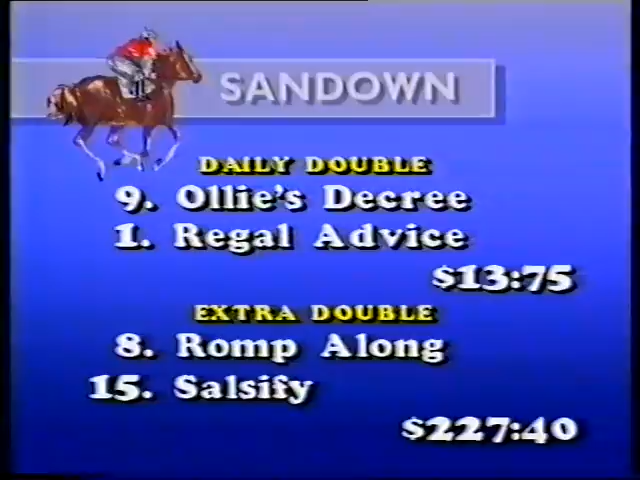 SANDOWN
DAILY DOUBLE
9. Ollie's Decree
1. Regal Advice
$13:75
EXTRA DOUBLE
8. Romp Along
15. Salsify
$227:40